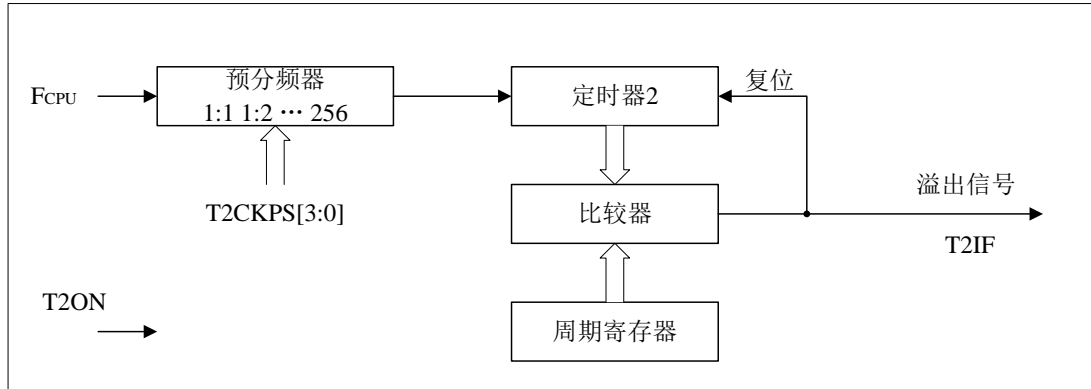 FCPU
预分频器
1:1 1:2 … 256
定时器2
复位
T2CKPS[3:0]
比较器
溢出信号
T2IF
T2ON
周期寄存器